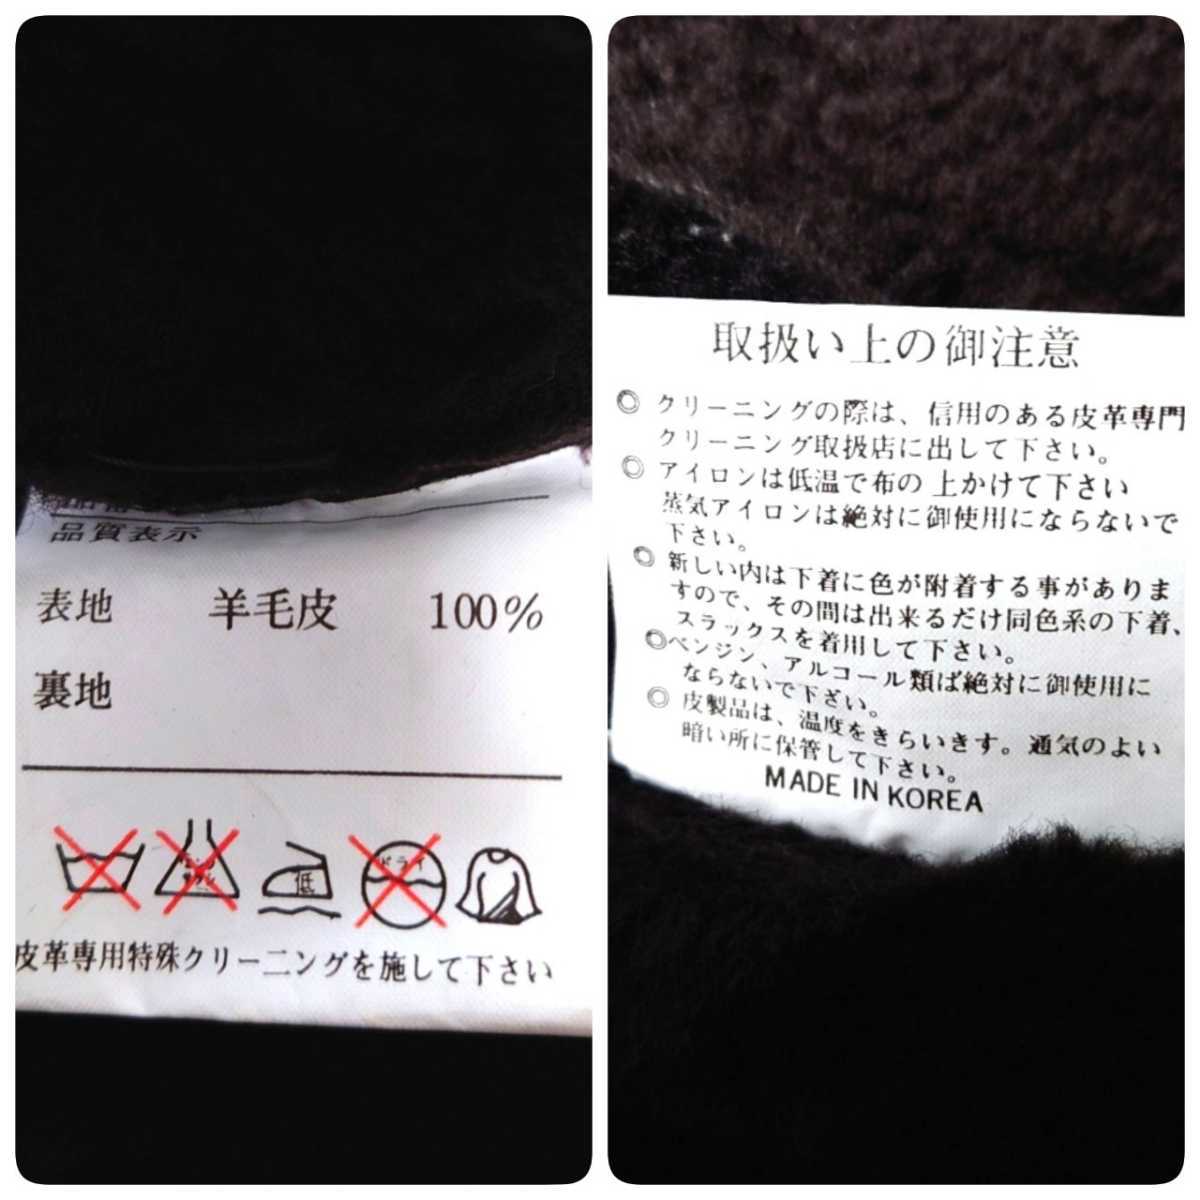 品質表示
表地 羊毛皮 100%
裏地
低
ドライ
皮革専用特殊クリーニングを施して下さい
取扱い上の御注意
◎ クリーニングの際は、信用のある皮革専門
クリーニング取扱店に出して下さい。
◎ アイロンは低温で布の上かけて下さい
蒸気アイロンは絶対に御使用にならないで
下さい。
◎ 新しい内は下着に色が附着する事がありま
すので、その間は出来るだけ同色系の下着、
スラックスを着用して下さい。
◎ ベンジン、アルコール類ば絶対に御使用に
ならないで下ざい。
◎ 皮製品は、温度をきらいきす。通気のよい
暗い所に保管して下さい。
MADE IN KOREA